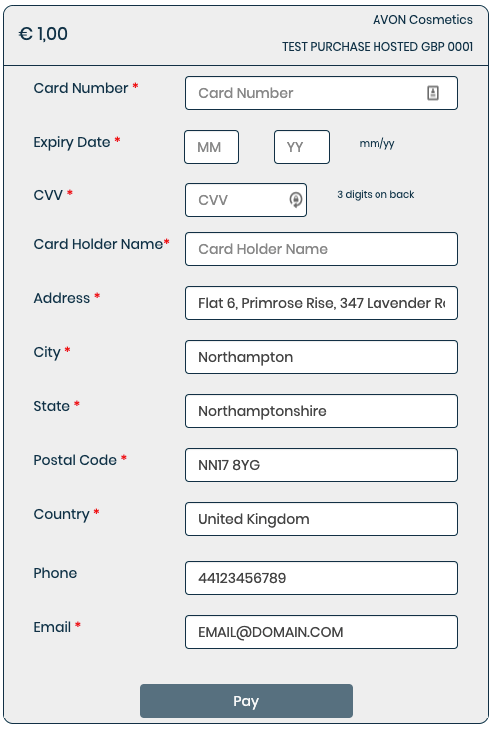 € 1,00
AVON Cosmetics
TEST PURCHASE HOSTED GBP 0001
Card Number *
Card Number
Expiry Date *
MM
YY
mm/yy
CVV *
CVV
3 digits on back
Card Holder Name*
Card Holder Name
Address *
Flat 6, Primrose Rise, 347 Lavender
City *
Northampton
State *
Northamptonshire
Postal Code *
NN17 8YG
Country *
United Kingdom
Phone
44123456789
Email *
EMAIL@DOMAIN.COM
Pay